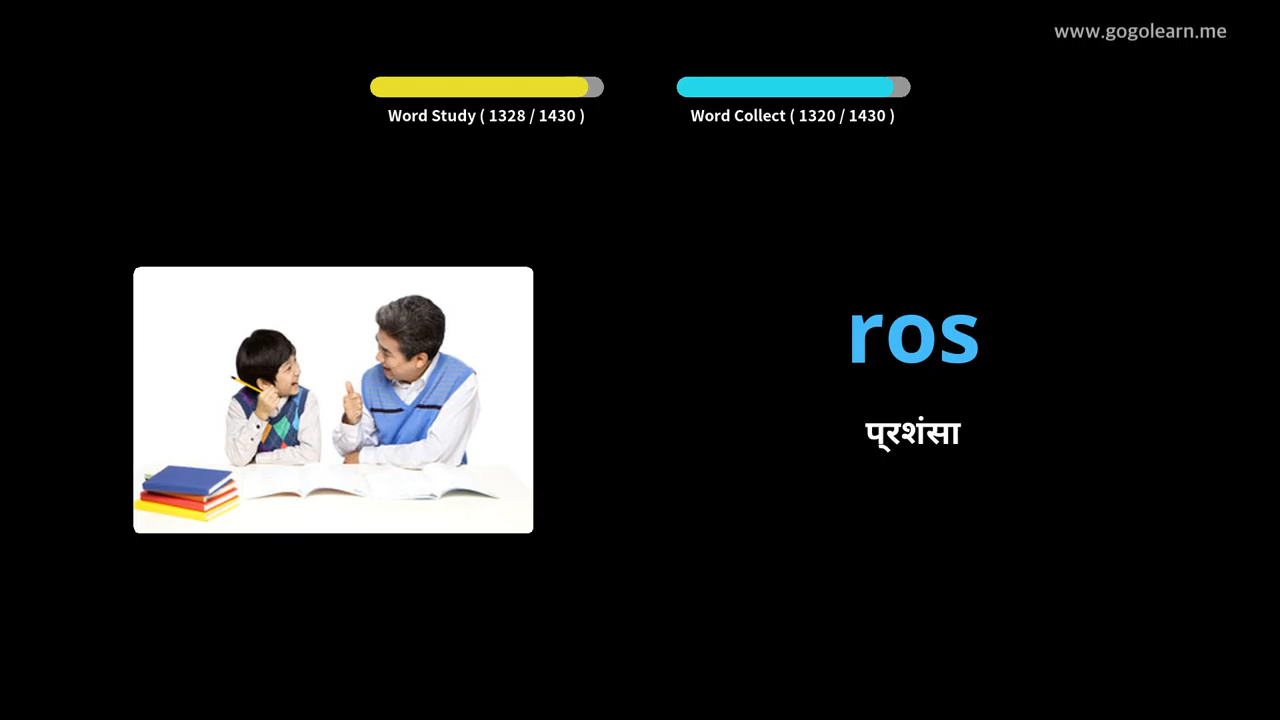 www.gogolearn.me
Word Study ( 1328 / 1430 )
Word Collect ( 1320 / 1430 )
ros
प्रशंसा